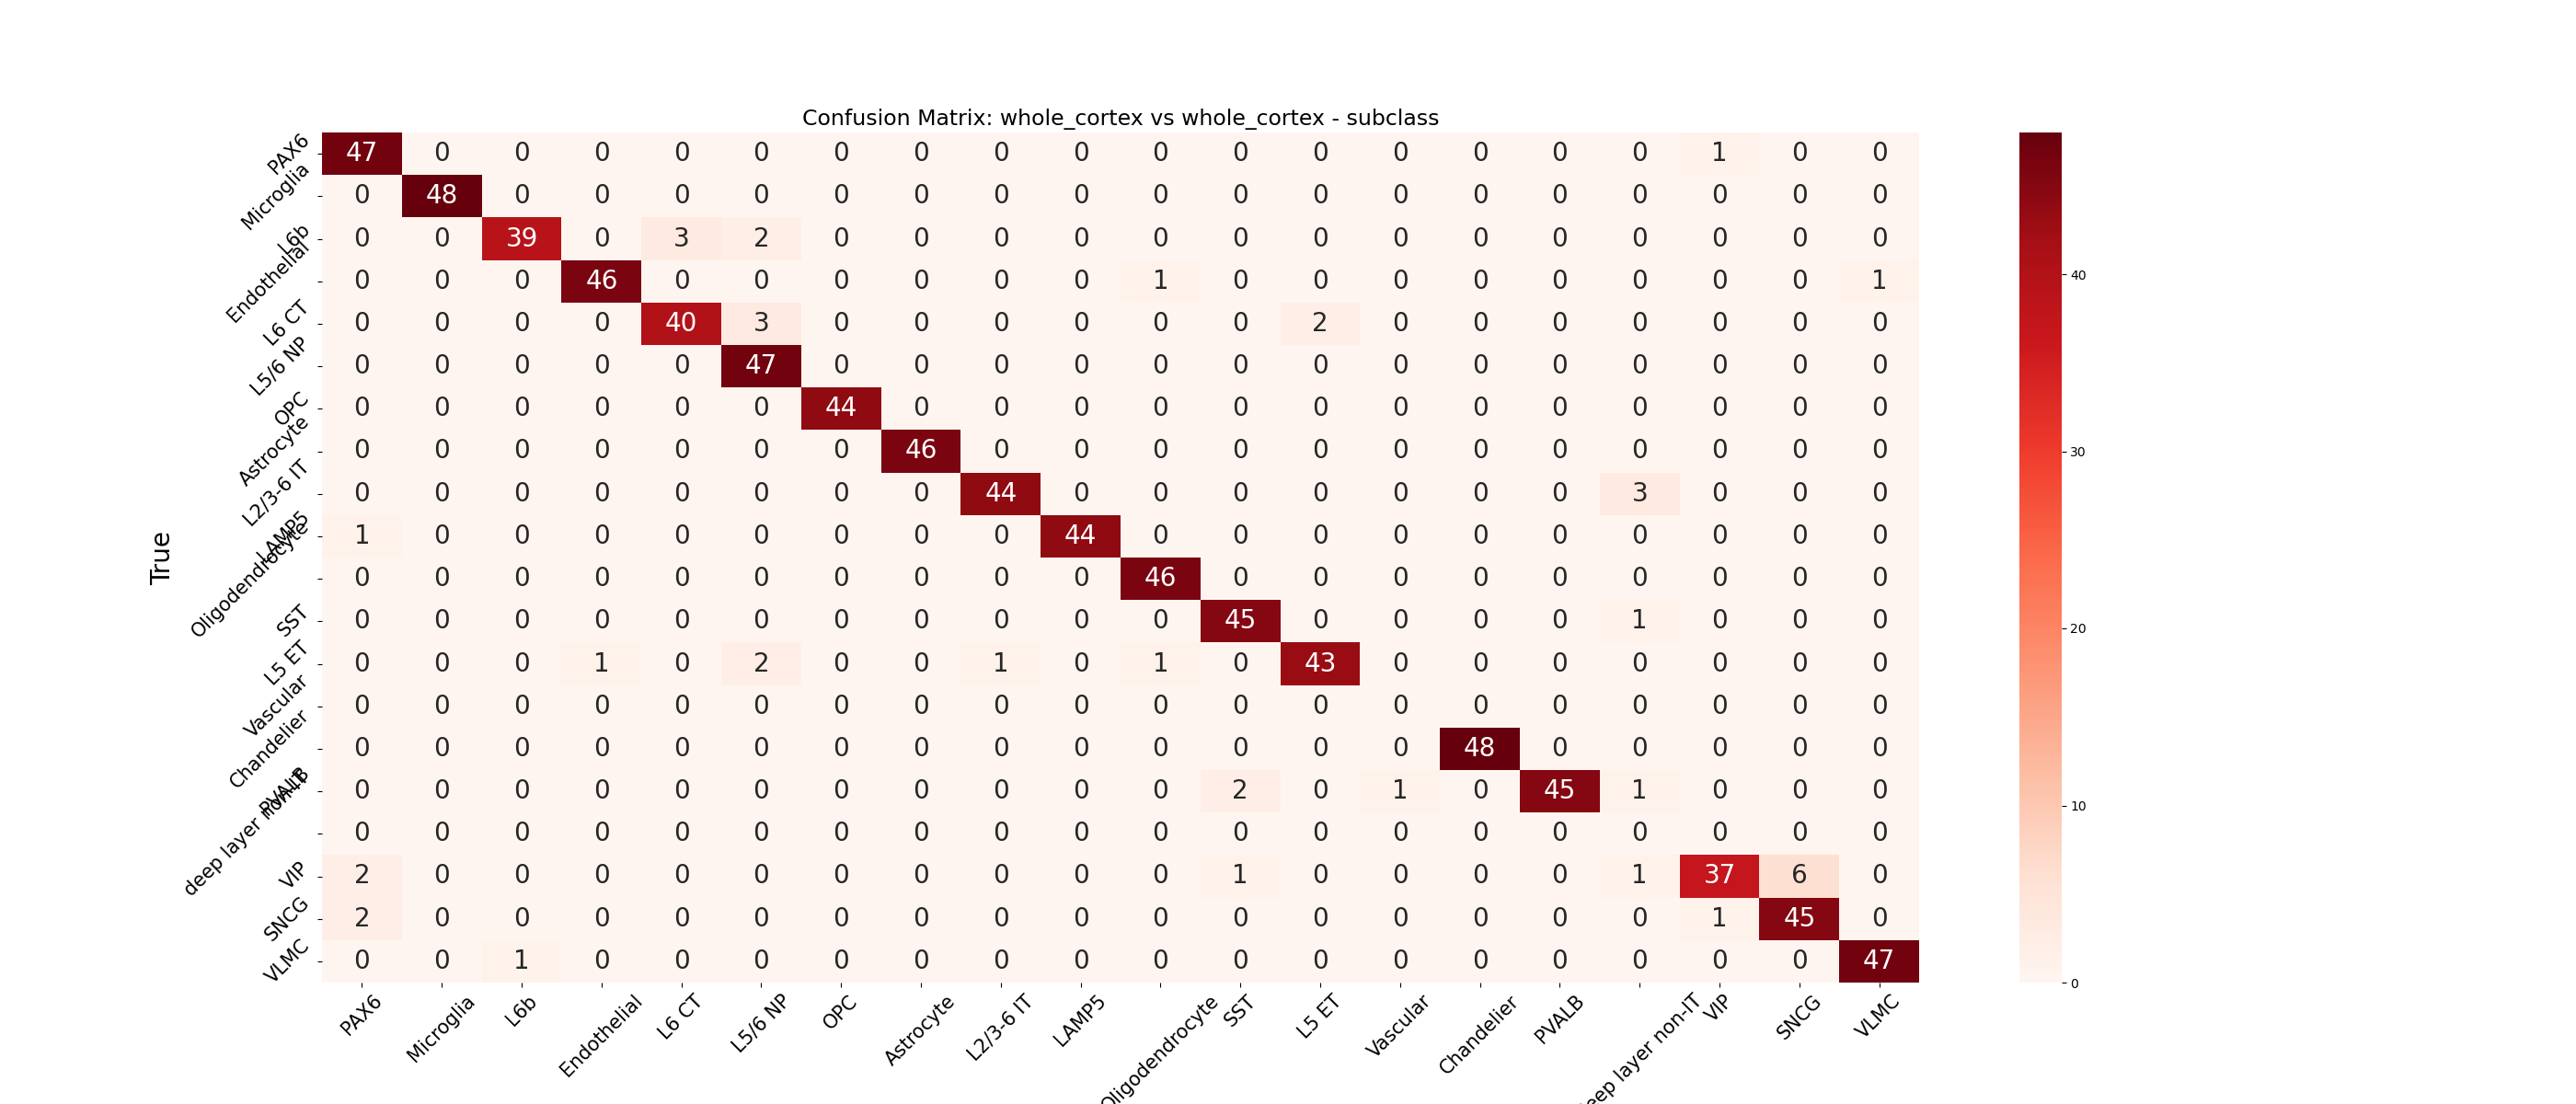 Confusion Matrix: whole_cortex vs whole_cortex - subclass
True
PAX6 47 0 0 0 0 0 0 0 0 0 0 0 0 0 0 0 0 1 0 0
Microglia 0 48 0 0 0 0 0 0 0 0 0 0 0 0 0 0 0 0 0 0
L6b 0 0 39 0 3 2 0 0 0 0 0 0 0 0 0 0 0 0 0 0
Endothelial 0 0 0 46 0 0 0 0 0 0 1 0 0 0 0 0 0 0 0 1
L6 CT 0 0 0 0 40 3 0 0 0 0 0 0 2 0 0 0 0 0 0 0
L5/6 NP 0 0 0 0 0 47 0 0 0 0 0 0 0 0 0 0 0 0 0 0
OPC 0 0 0 0 0 0 44 0 0 0 0 0 0 0 0 0 0 0 0 0
Astrocyte 0 0 0 0 0 0 0 46 0 0 0 0 0 0 0 0 0 0 0 0
L2/3-6 IT 0 0 0 0 0 0 0 0 44 0 0 0 0 0 0 0 3 0 0 0
LAMP5 1 0 0 0 0 0 0 0 0 44 0 0 0 0 0 0 0 0 0 0
Oligodendrocyte 0 0 0 0 0 0 0 0 0 0 46 0 0 0 0 0 0 0 0 0
SST 0 0 0 0 0 0 0 0 0 0 0 45 0 0 0 0 1 0 0 0
L5 ET 0 0 0 1 0 2 0 0 1 0 1 0 43 0 0 0 0 0 0 0
Vascular 0 0 0 0 0 0 0 0 0 0 0 0 0 0 0 0 0 0 0 0
Chandelier 0 0 0 0 0 0 0 0 0 0 0 0 0 0 48 0 0 0 0 0
PVALB 0 0 0 0 0 0 0 0 0 0 0 2 0 1 0 45 1 0 0 0
deep layer non-IT 0 0 0 0 0 0 0 0 0 0 0 0 0 0 0 0 0 0 0 0
VIP 2 0 0 0 0 0 0 0 0 0 0 1 0 0 0 0 1 37 6 0
SNCG 2 0 0 0 0 0 0 0 0 0 0 0 0 0 0 0 0 1 45 0
VLMC 0 0 1 0 0 0 0 0 0 0 0 0 0 0 0 0 0 0 0 47
PAX6 Microglia L6b Endothelial L6 CT L5/6 NP OPC Astrocyte L2/3-6 IT LAMP5 Oligodendrocyte SST L5 ET Vascular Chandelier PVALB eep layer non-IT VIP SNCG VLMC
40
30
20
10
0